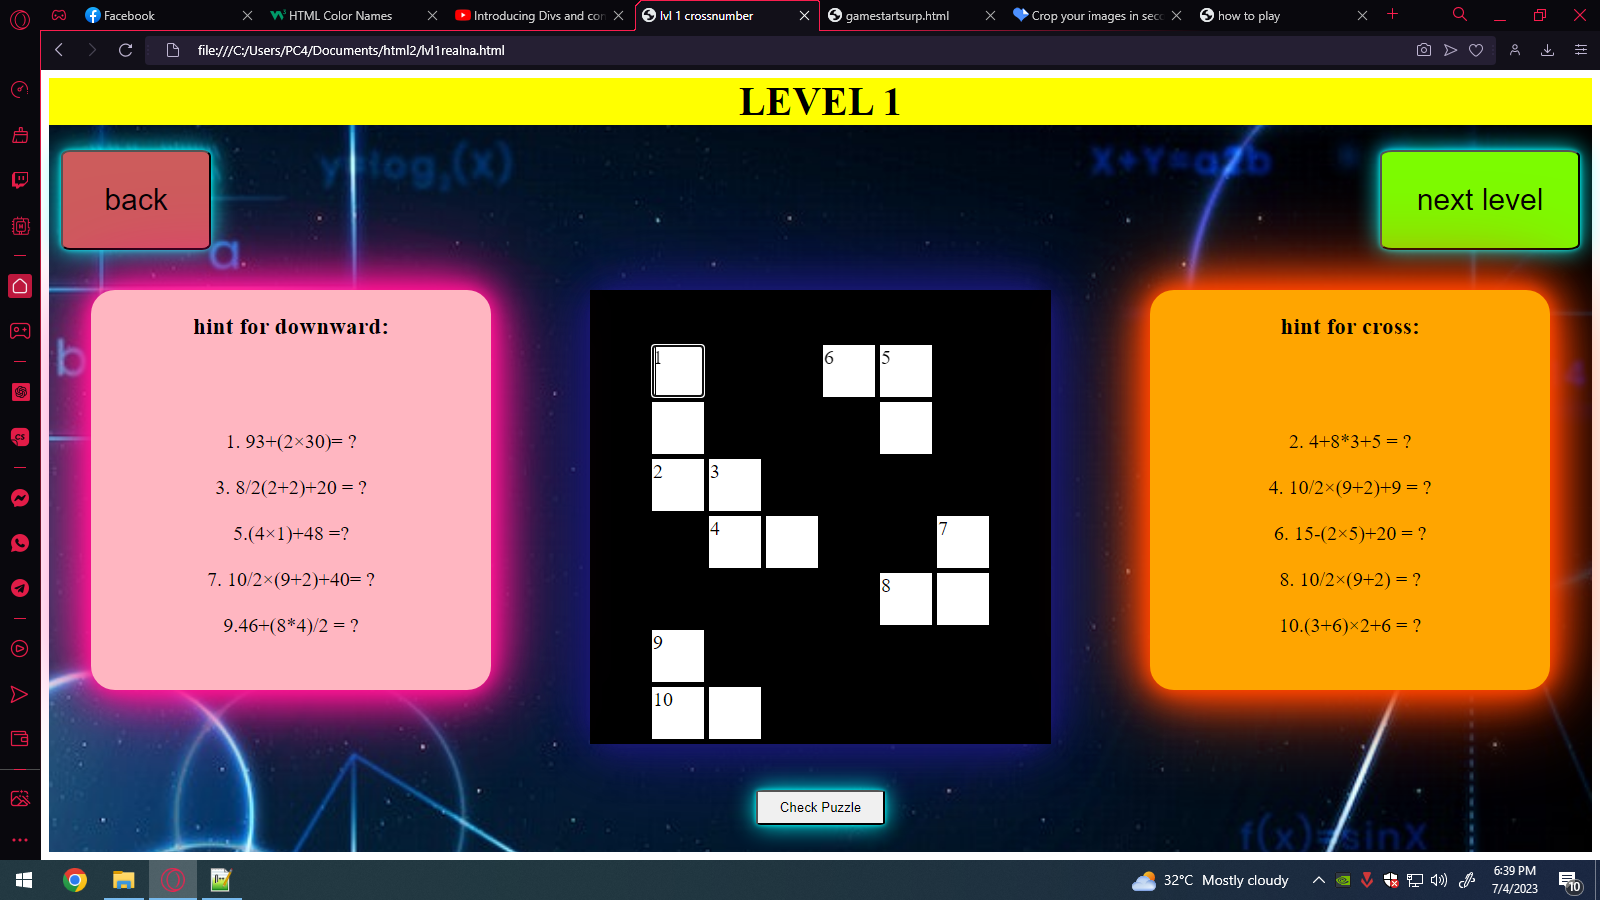 Facebook
HTML Color Names
Introducing Divs and con
lvl 1 crossnumber
gamestartsurp.html
Crop your images in sec
how to play
file:///C:/Users/PC4/Documents/html2/lvl1realna.html
LEVEL 1
y=log₂(X)
X+Y=a2b
back
next level
a
b
hint for downward:
1. 93+(2×30)= ?
3. 8/2(2+2)+20 = ?
5.(4×1)+48 =?
7. 10/2×(9+2)+40= ?
9.46+(8*4)/2 = ?
1
6
5
2
3
4
7
8
9
10
hint for cross:
2. 4+8*3+5 = ?
4. 10/2×(9+2)+9 = ?
6. 15-(2×5)+20 = ?
8. 10/2×(9+2) = ?
10.(3+6)×2+6 = ?
4
Check Puzzle
f(x)=sinX
32°C Mostly cloudy
6:39 PM
7/4/2023
10